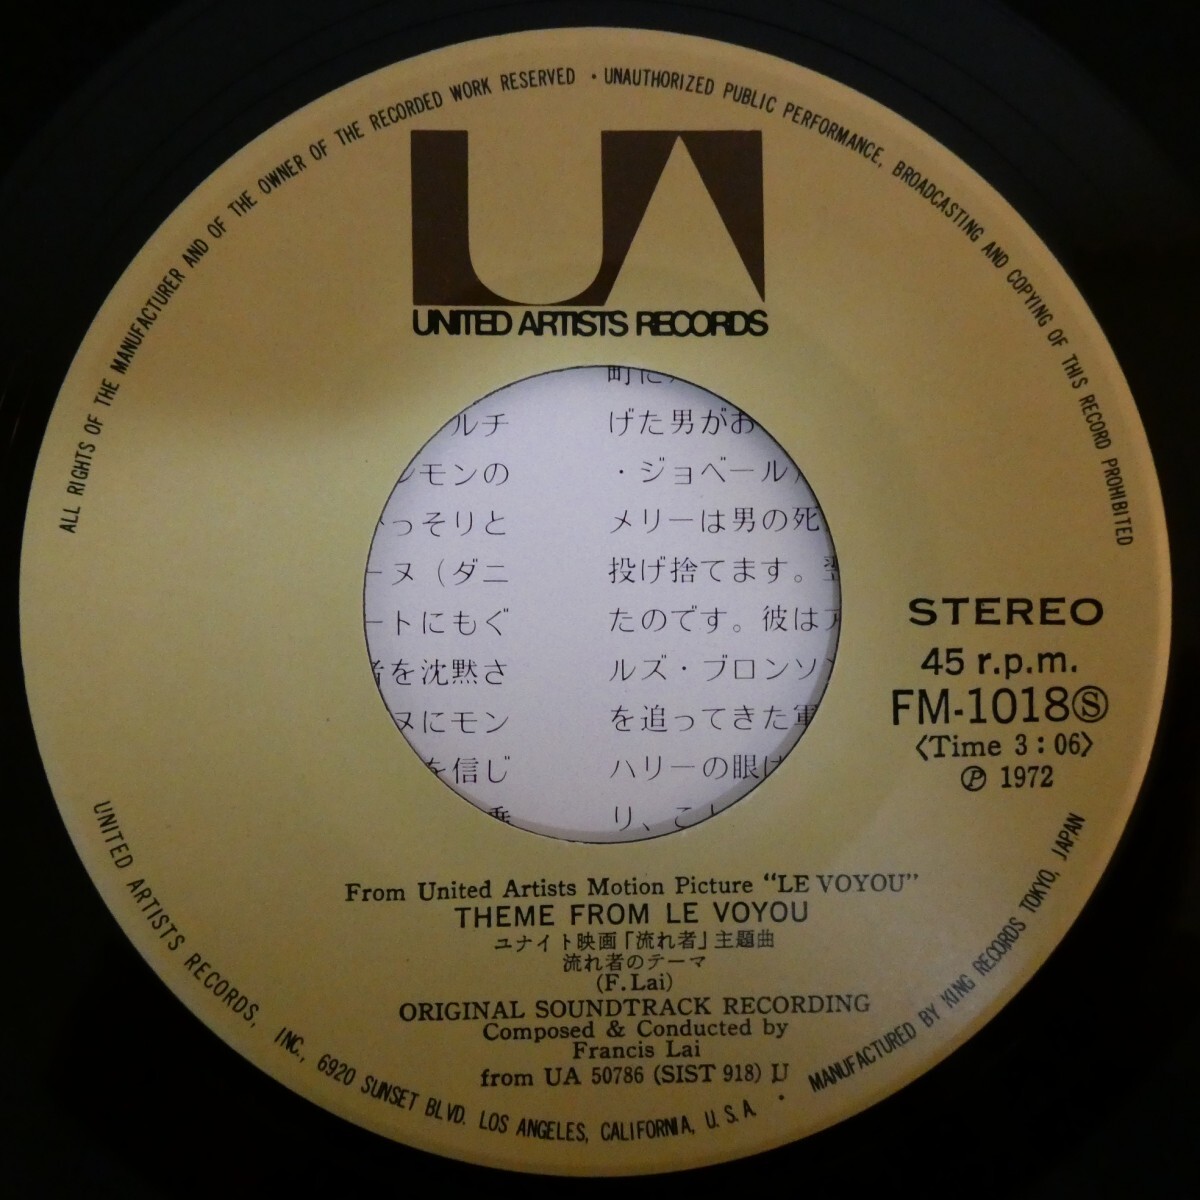 ALL RIGHTS OF THE MANUFACTURER AND OF THE OWNER OF THE RECORDED WORK RESERVED · UNAUTHORIZED PUBLIC PERFORMANCE, BROADCASTING AND COPYING OF THIS RECORD PROHIBITED
UA
UNITED ARTISTS RECORDS
ルチ
モンの
っそりと
ーヌ（ダニ
ートにもぐ
を沈黙さ
ヌにモン
を信じ
町に
げた男がお
・ジョベール
メリーは男の死
投げ捨てます。
たのです。彼は
ルズ・ブロンソン
を追ってきた軍
ハリーの眼は
り、こ
STEREO
45 r.p.m.
FM-1018Ⓢ
〈Time 3:06〉
Ⓟ 1972
From United Artists Motion Picture "LE VOYOU"
THEME FROM LE VOYOU
ユナイト映画「流れ者」主題曲
流れ者のテーマ
(F. Lai)
ORIGINAL SOUNDTRACK RECORDING
Composed & Conducted by
Francis Lai
from UA 50786 (SIST 918) U
UNITED ARTISTS RECORDS, INC., 6920 SUNSET BLVD. LOS ANGELES, CALIFORNIA, U.S.A. · MANUFACTURED BY KING RECORDS TOKYO, JAPAN